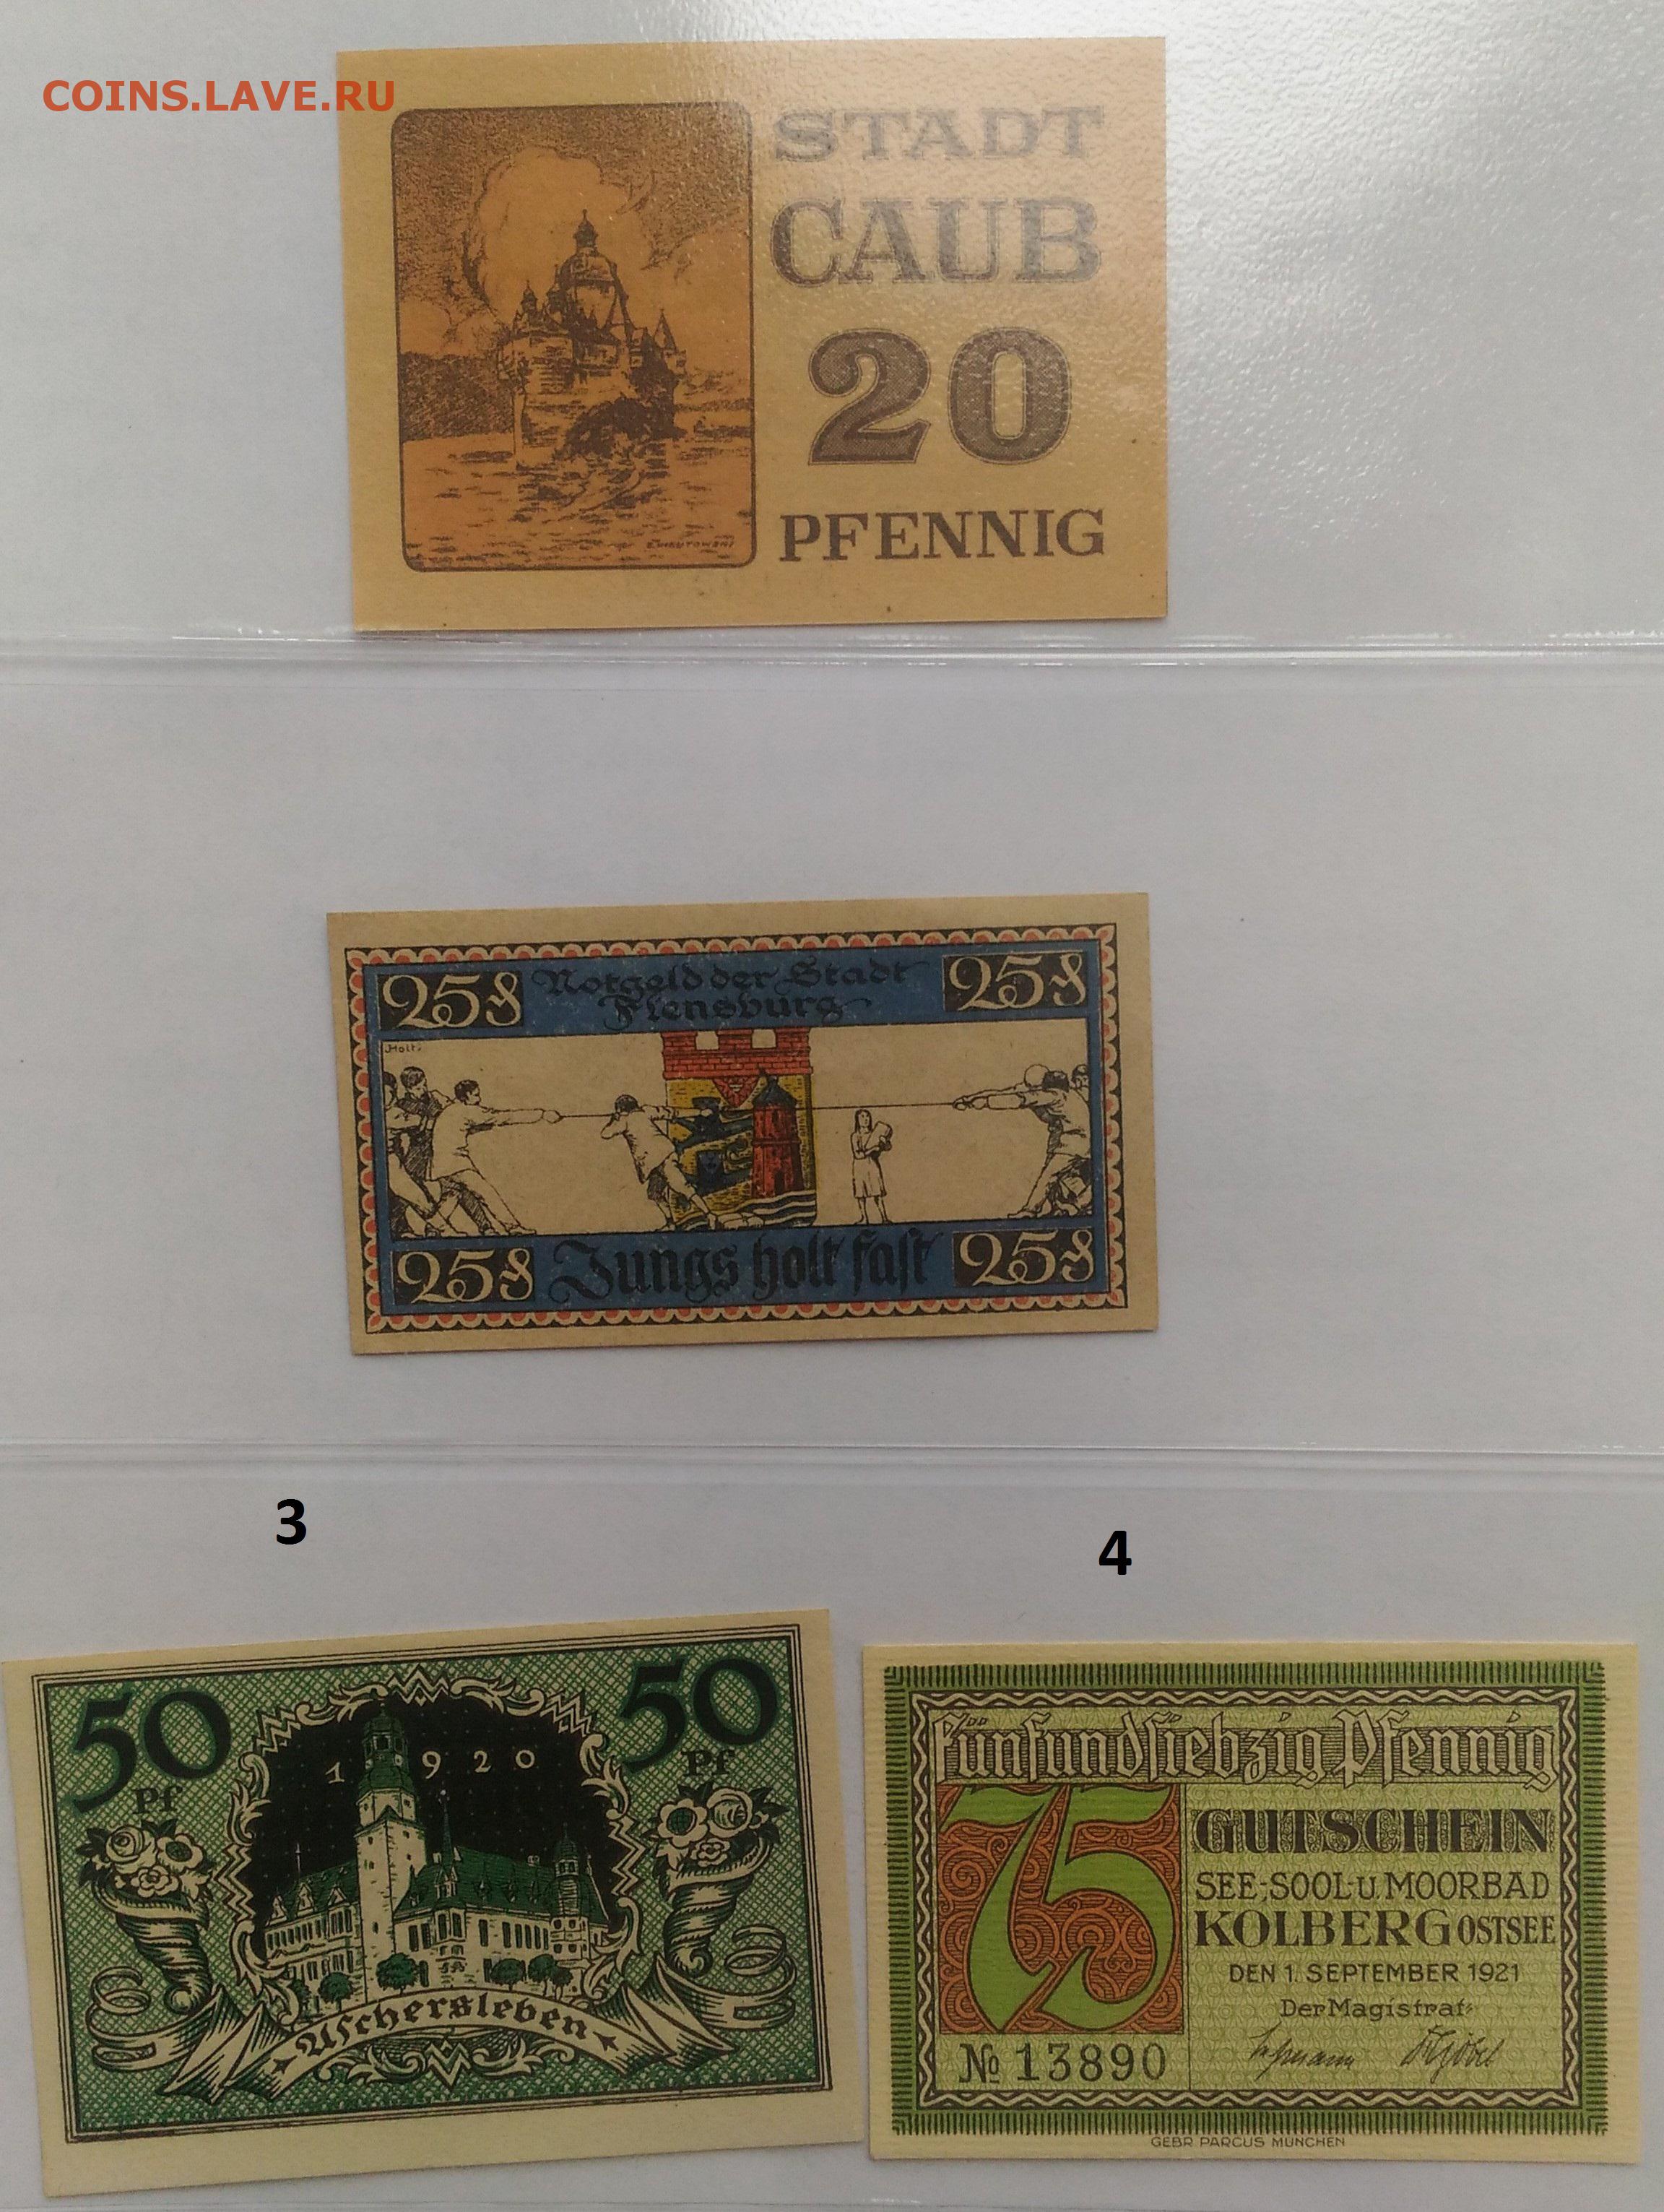 COINS.LAVE.RU
STADT
CAUB
20
PFENNIG
25 Notgeld der Stadt 25
Flensburg
Holt
25 Jungs holt fast 25
3
4
50 50
Pf Pf
1920
Aschersleben
Fünfundsiebzig Pfennig
75
GUTSCHEIN
SEE-SOOL-U. MOORBAD
KOLBERG OSTSEE
DEN 1. SEPTEMBER 1921
Der Magistrat:
№ 13890
GEBR PARCUS MÜNCHEN